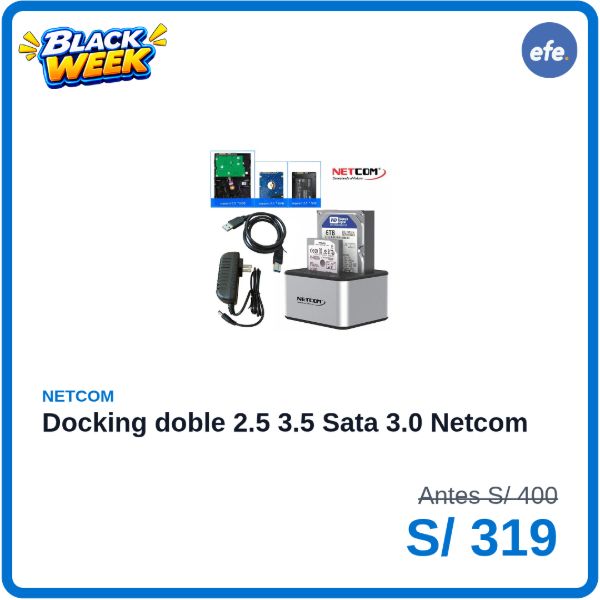 BLACK
WEEK
efe.
NETCOM
6TB
NETCOM
NETCOM
Docking doble 2.5 3.5 Sata 3.0 Netcom
Antes S/ 400
S/ 319